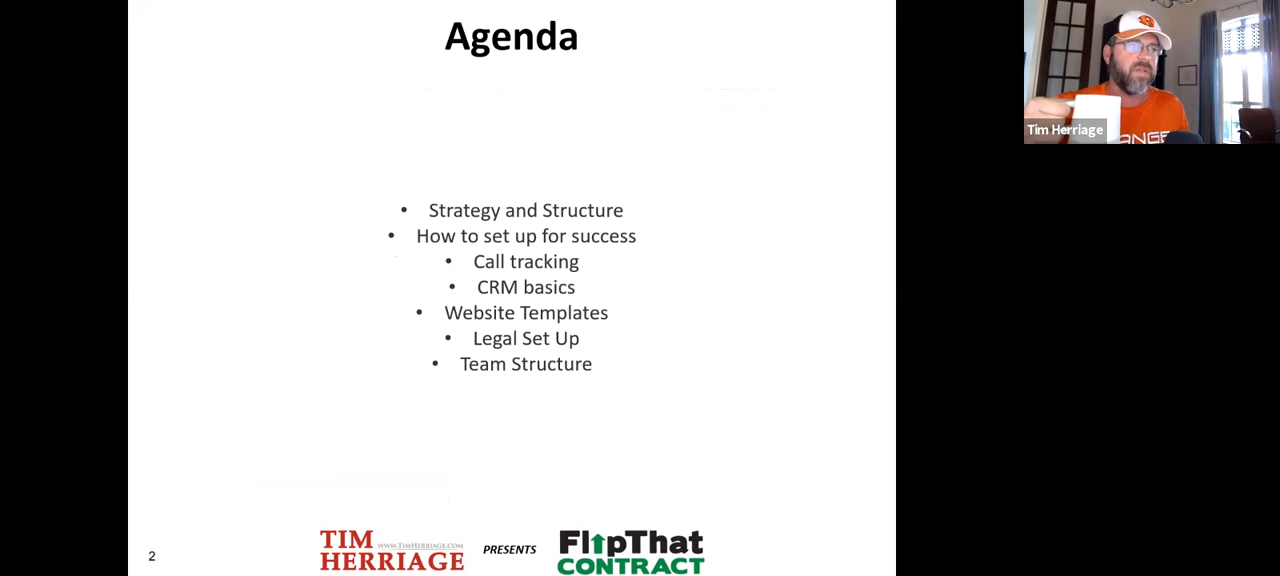 Agenda
• Strategy and Structure
• How to set up for success
• Call tracking
• CRM basics
• Website Templates
• Legal Set Up
• Team Structure
2
TIM
www.TimHerriage.com
HERRIAGE
PRESENTS
FlipThat
CONTRACT
Tim Herriage
NGE